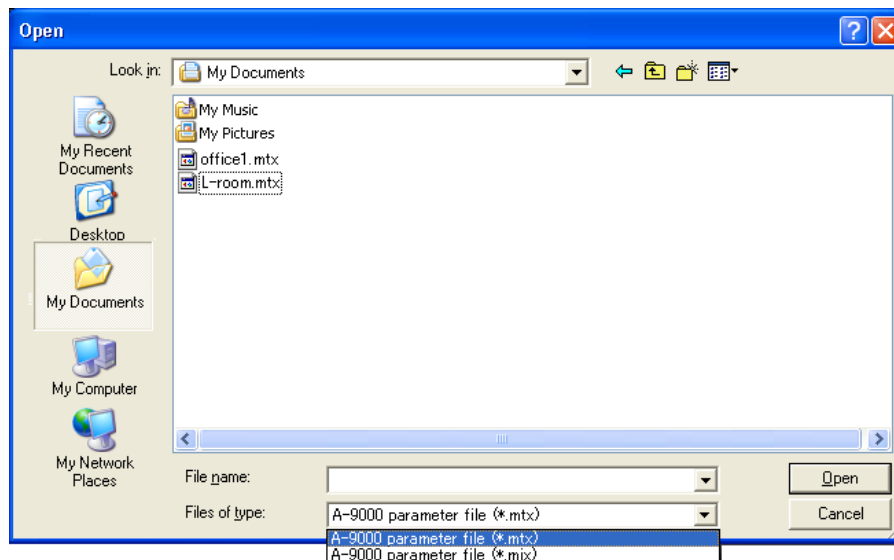 Open
Look in:
My Documents
My Music
My Pictures
office1.mtx
L-room.mtx
My Recent
Documents
Desktop
My Documents
My Computer
My Network
Places
File name:
Open
Files of type:
A-9000 parameter file (*.mtx)
Cancel
A-9000 parameter file (*.mtx)
A-9000 parameter file (*.mix)